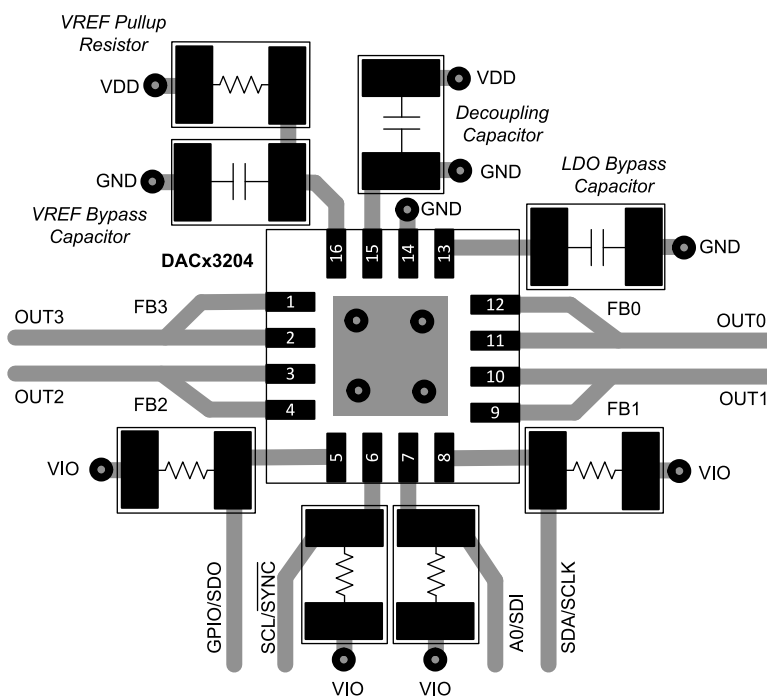 VREF Pullup
Resistor
VDD
VDD
Decoupling
Capacitor
GND
GND
VREF Bypass
Capacitor
LDO Bypass
Capacitor
GND
GND
DACx3204
16
15
14
13
1
2
3
4
12
11
10
9
5
6
7
8
OUT3
FB3
OUT2
FB2
FB0
OUT0
FB1
OUT1
VIO
VIO
GPIO/SDO
SCL/SYNC
A0/SDI
SDA/SCLK
VIO
VIO